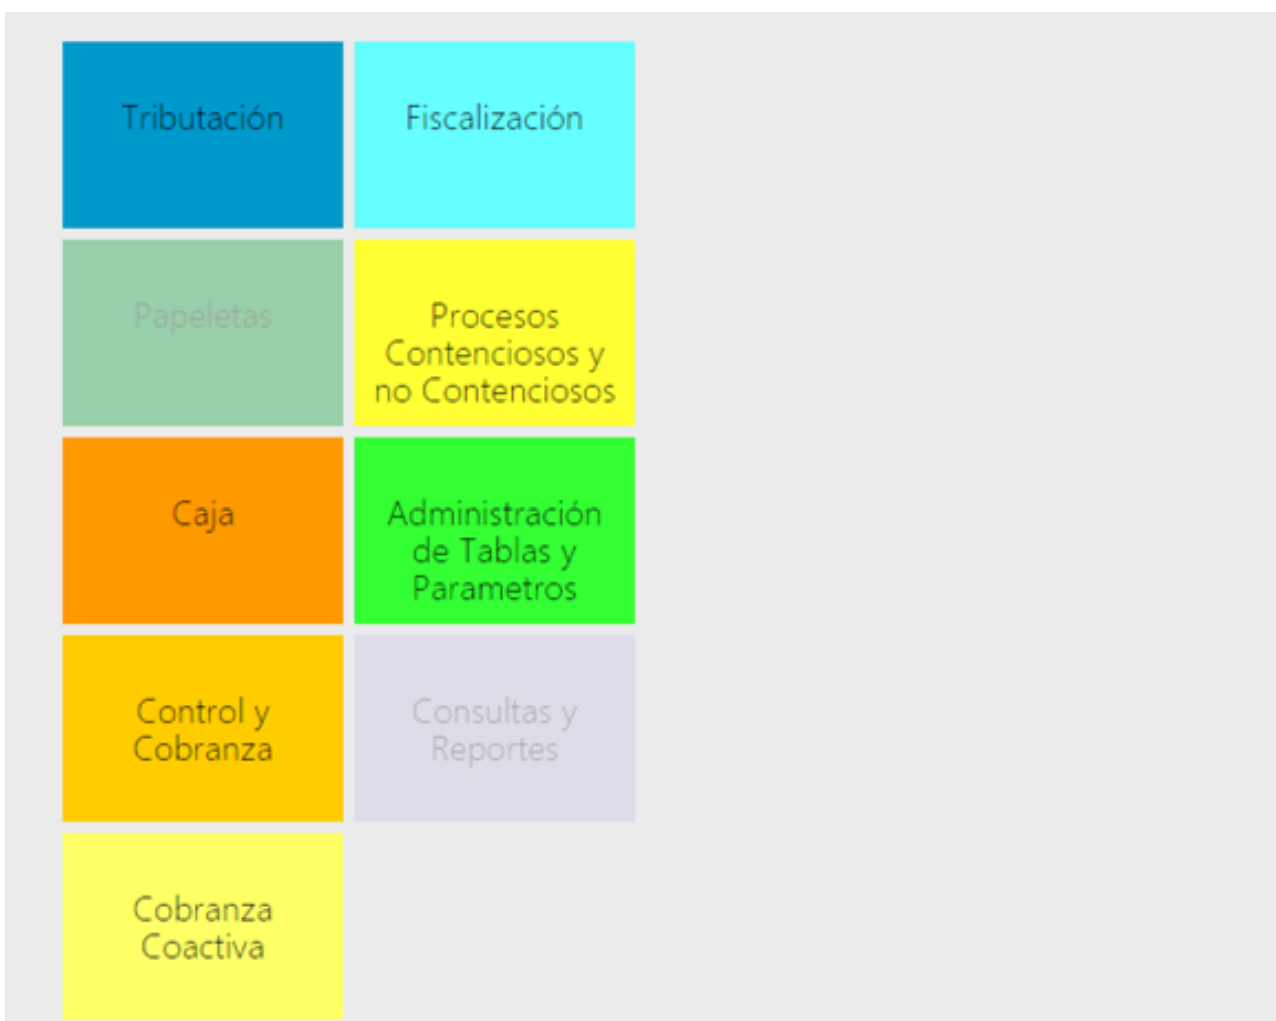 Tributación
Fiscalización
Papeletas
Procesos
Contenciosos y
no Contenciosos
Caja
Administración
de Tablas y
Parametros
Control y
Cobranza
Consultas y
Reportes
Cobranza
Coactiva